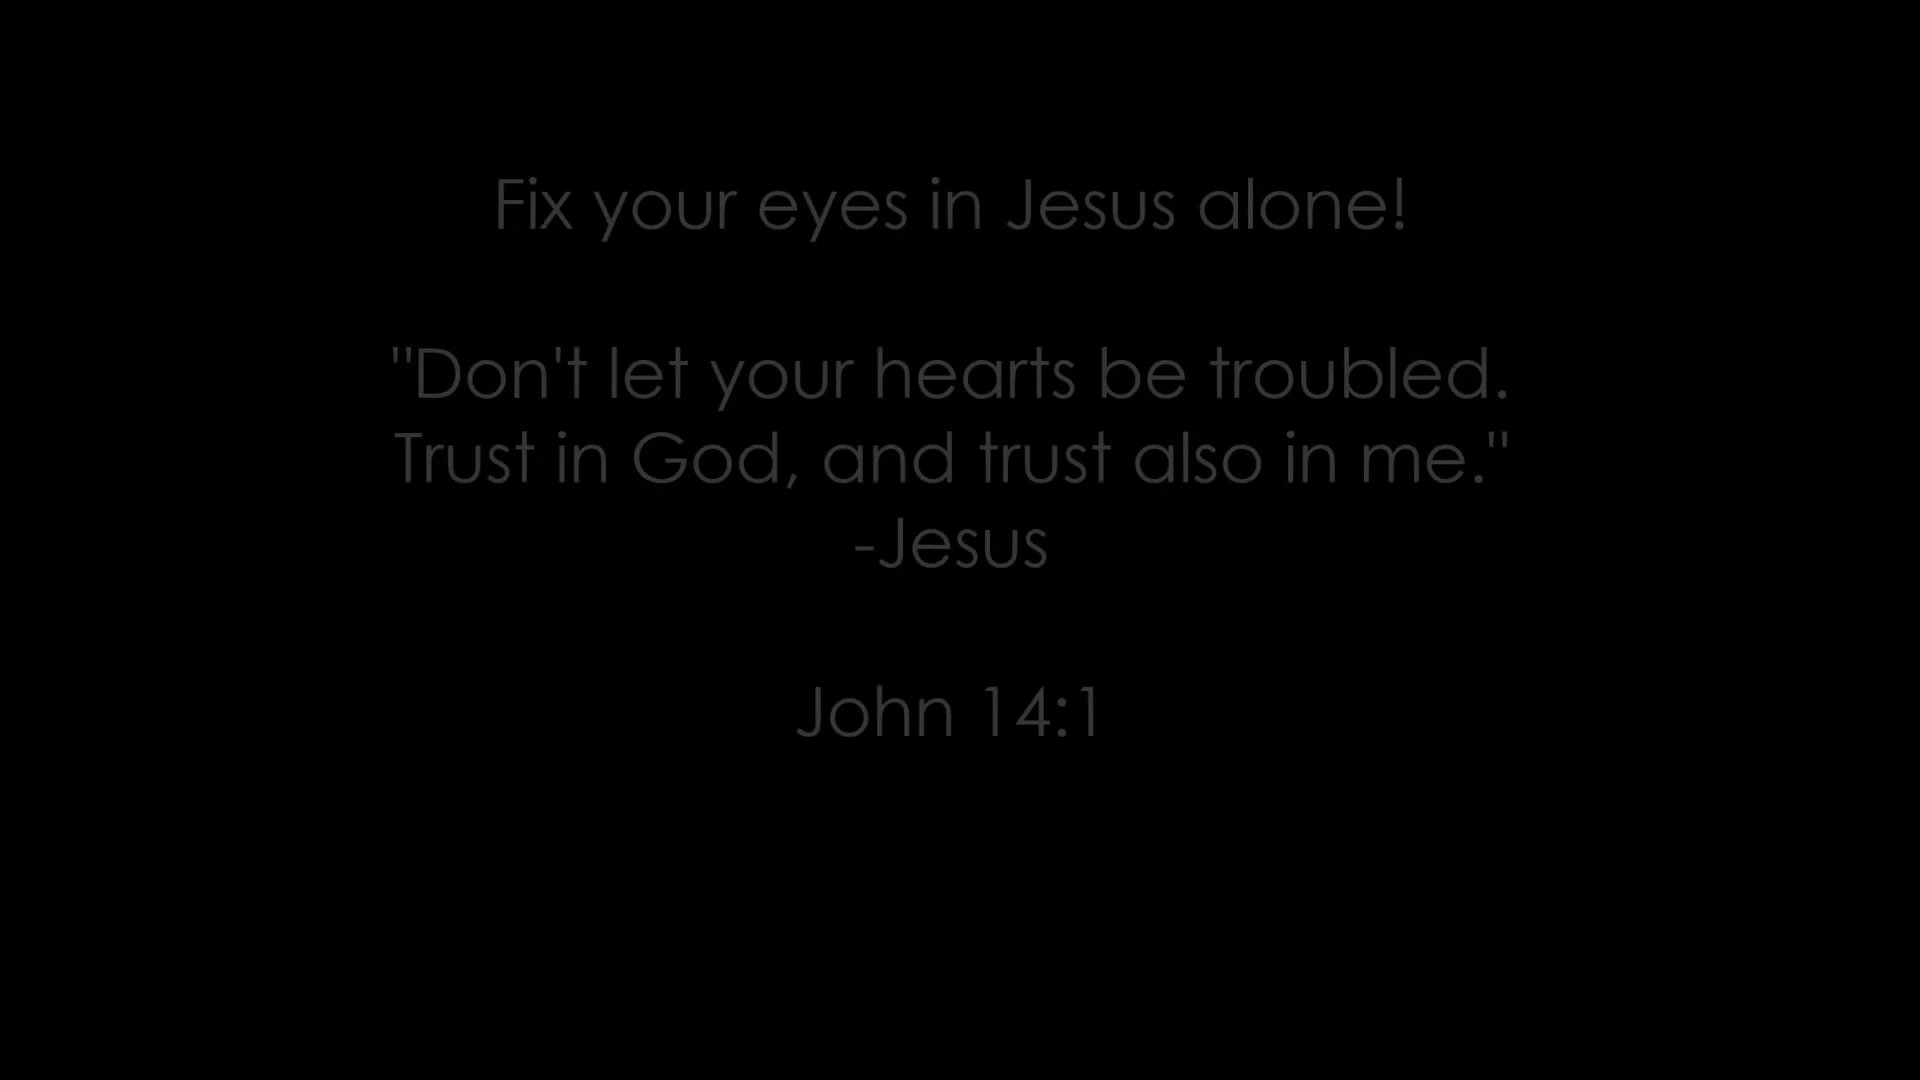 Fix your eyes in Jesus alone!
"Don't let your hearts be troubled.
Trust in God, and trust also in me."
-Jesus
John 14:1